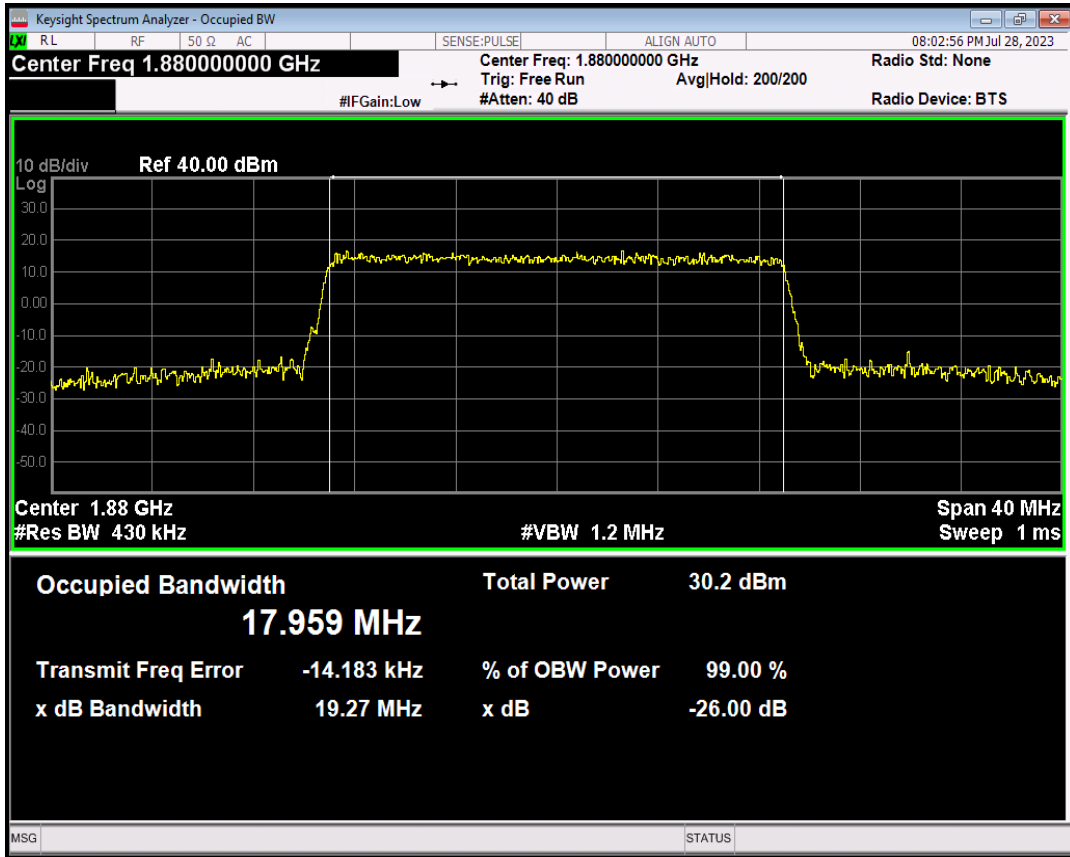 Keysight Spectrum Analyzer - Occupied BW
LXI RL RF 50 Ω AC SENSE:PULSE ALIGN AUTO 08:02:56 PM Jul 28, 2023
Center Freq 1.880000000 GHz Center Freq: 1.880000000 GHz Radio Std: None
Trig: Free Run Avg|Hold: 200/200
#IFGain:Low #Atten: 40 dB Radio Device: BTS
10 dB/div Ref 40.00 dBm
Log
30.0
20.0
10.0
0.00
-10.0
-20.0
-30.0
-40.0
-50.0
Center 1.88 GHz Span 40 MHz
#Res BW 430 kHz #VBW 1.2 MHz Sweep 1 ms
Occupied Bandwidth Total Power 30.2 dBm
17.959 MHz
Transmit Freq Error -14.183 kHz % of OBW Power 99.00 %
x dB Bandwidth 19.27 MHz x dB -26.00 dB
MSG STATUS